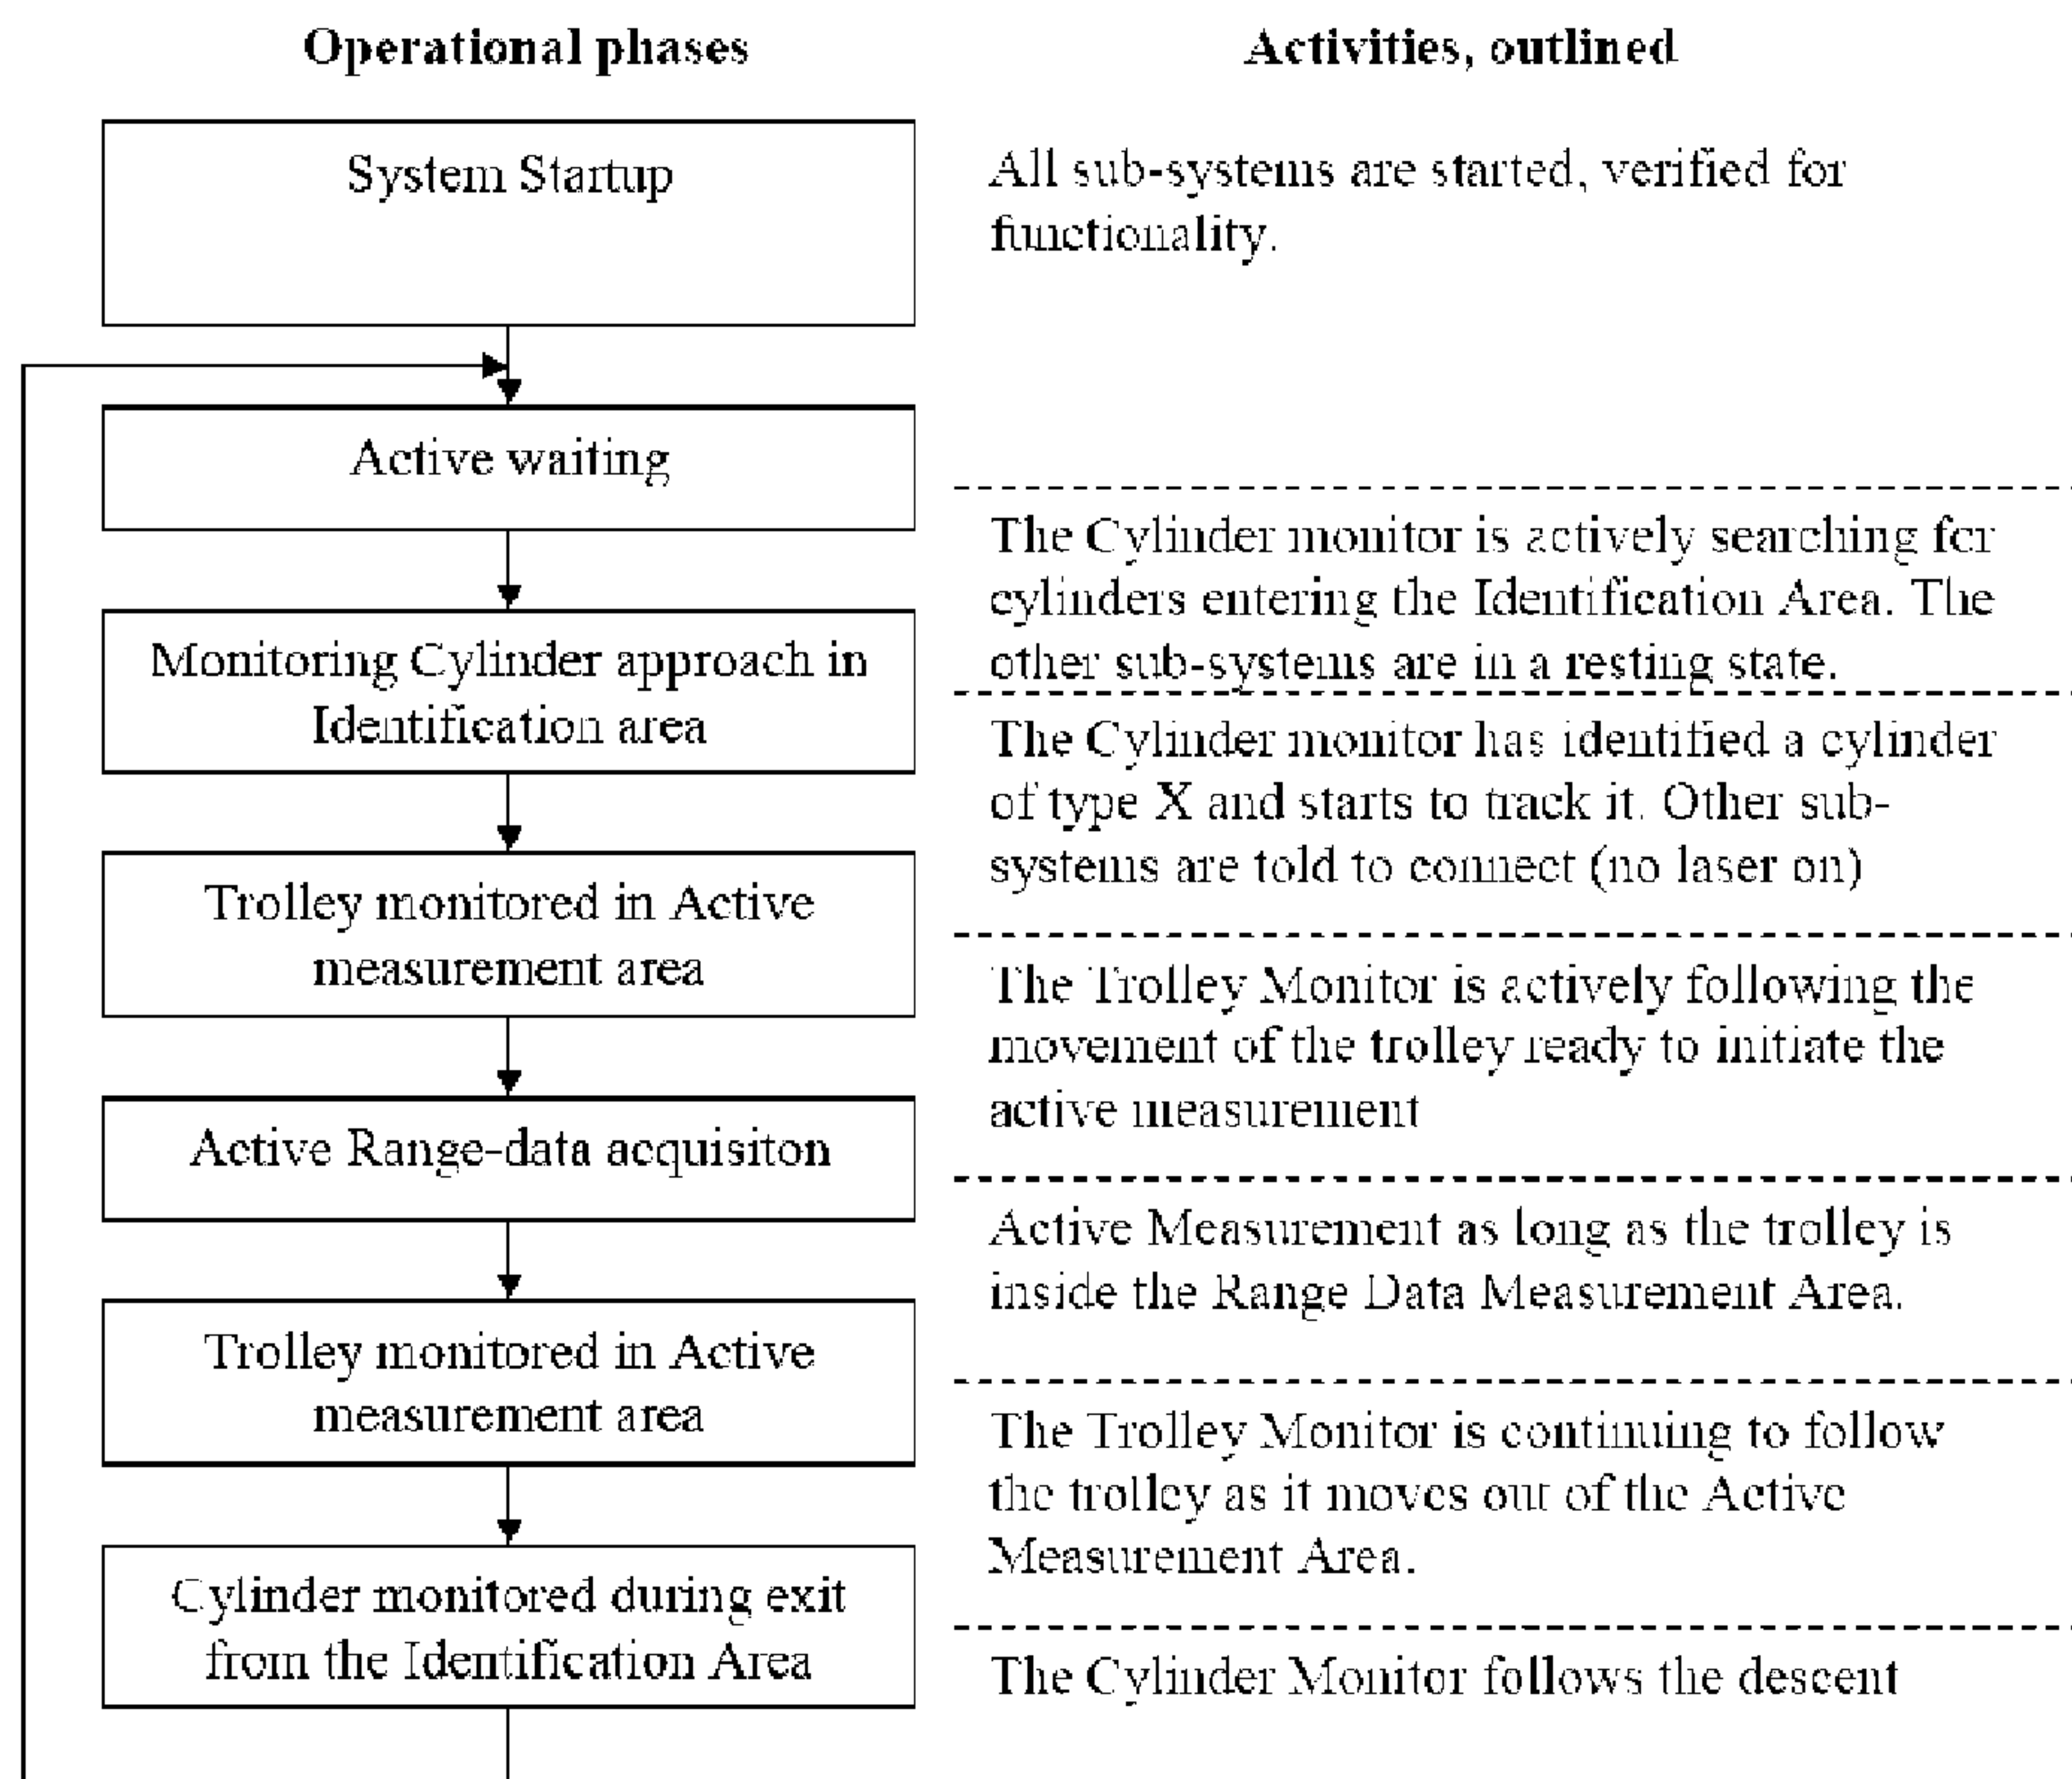 Operational phases
Activities, outlined
System Startup
All sub-systems are started, verified for
functionality.
Active waiting
The Cylinder monitor is actively searching for
cylinders entering the Identification Area. The
other sub-systems are in a resting state.
Monitoring Cylinder approach in
Identification area
The Cylinder monitor has identified a cylinder
of type X and starts to track it. Other sub-
systems are told to connect (no laser on)
Trolley monitored in Active
measurement area
The Trolley Monitor is actively following the
movement of the trolley ready to initiate the
active measurement
Active Range-data acquisiton
Active Measurement as long as the trolley is
inside the Range Data Measurement Area.
Trolley monitored in Active
measurement area
The Trolley Monitor is continuing to follow
the trolley as it moves out of the Active
Measurement Area.
Cylinder monitored during exit
from the Identification Area
The Cylinder Monitor follows the descent